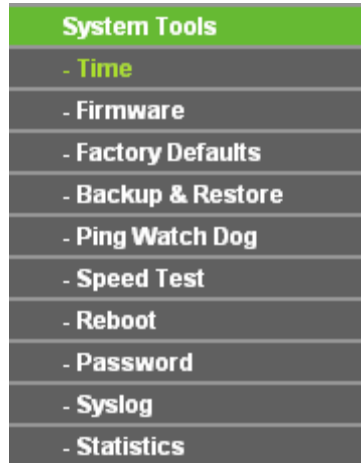 System Tools
- Time
- Firmware
- Factory Defaults
- Backup & Restore
- Ping Watch Dog
- Speed Test
- Reboot
- Password
- Syslog
- Statistics